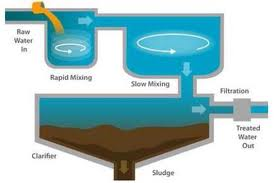 Raw
Water
In
Rapid Mixing
Slow Mixing
Filtration
Treated
Water
Out
Clarifier
Sludge